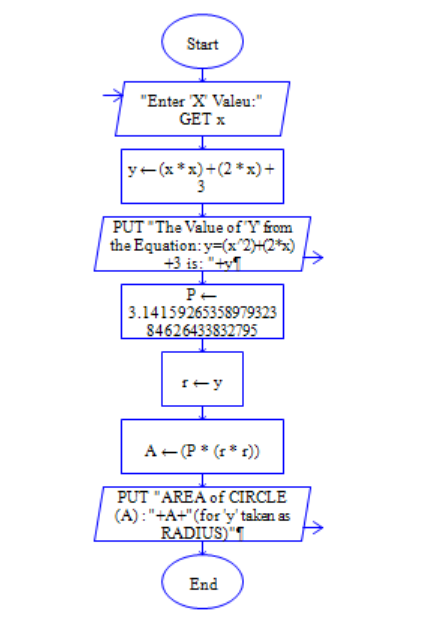 Start
"Enter 'X' Valeu:"
GET x
y ← (x * x) + (2 * x) +
3
PUT "The Value of 'Y' from
the Equation: y=(x^2)+(2*x)
+3 is: "+y¶
P ←
3.14159265358979323
84626433832795
r ← y
A ← (P * (r * r))
PUT "AREA of CIRCLE
(A) : "+A+"(for 'y' taken as
RADIUS)"¶
End